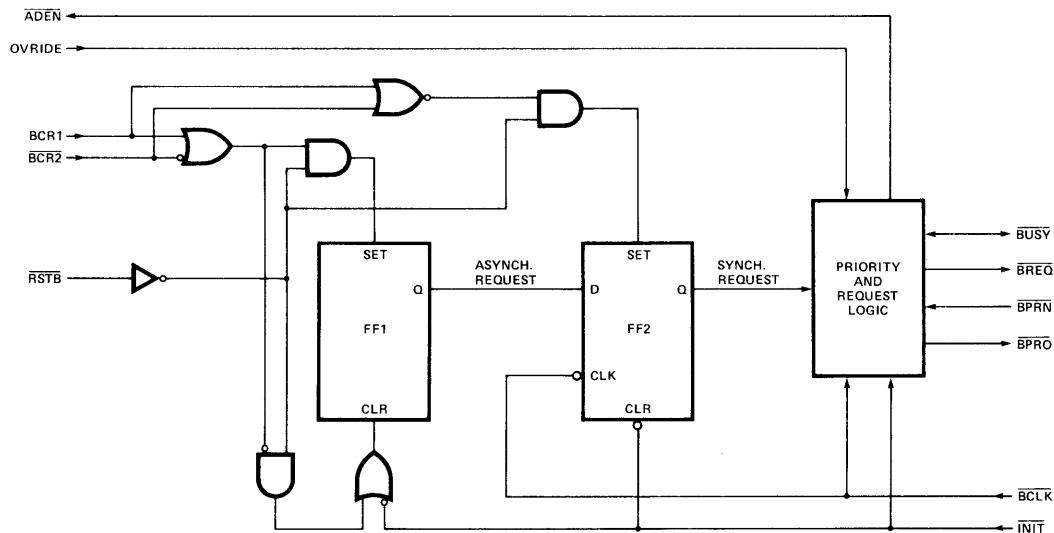 ADEN
OVRIDE
BCR1
BCR2
RSTB
SET
Q
FF1
CLR
ASYNCH.
REQUEST
SET
D
Q
FF2
CLK
CLR
SYNCH.
REQUEST
PRIORITY
AND
REQUEST
LOGIC
BUSY
BREQ
BPRN
BPRO
BCLK
INIT